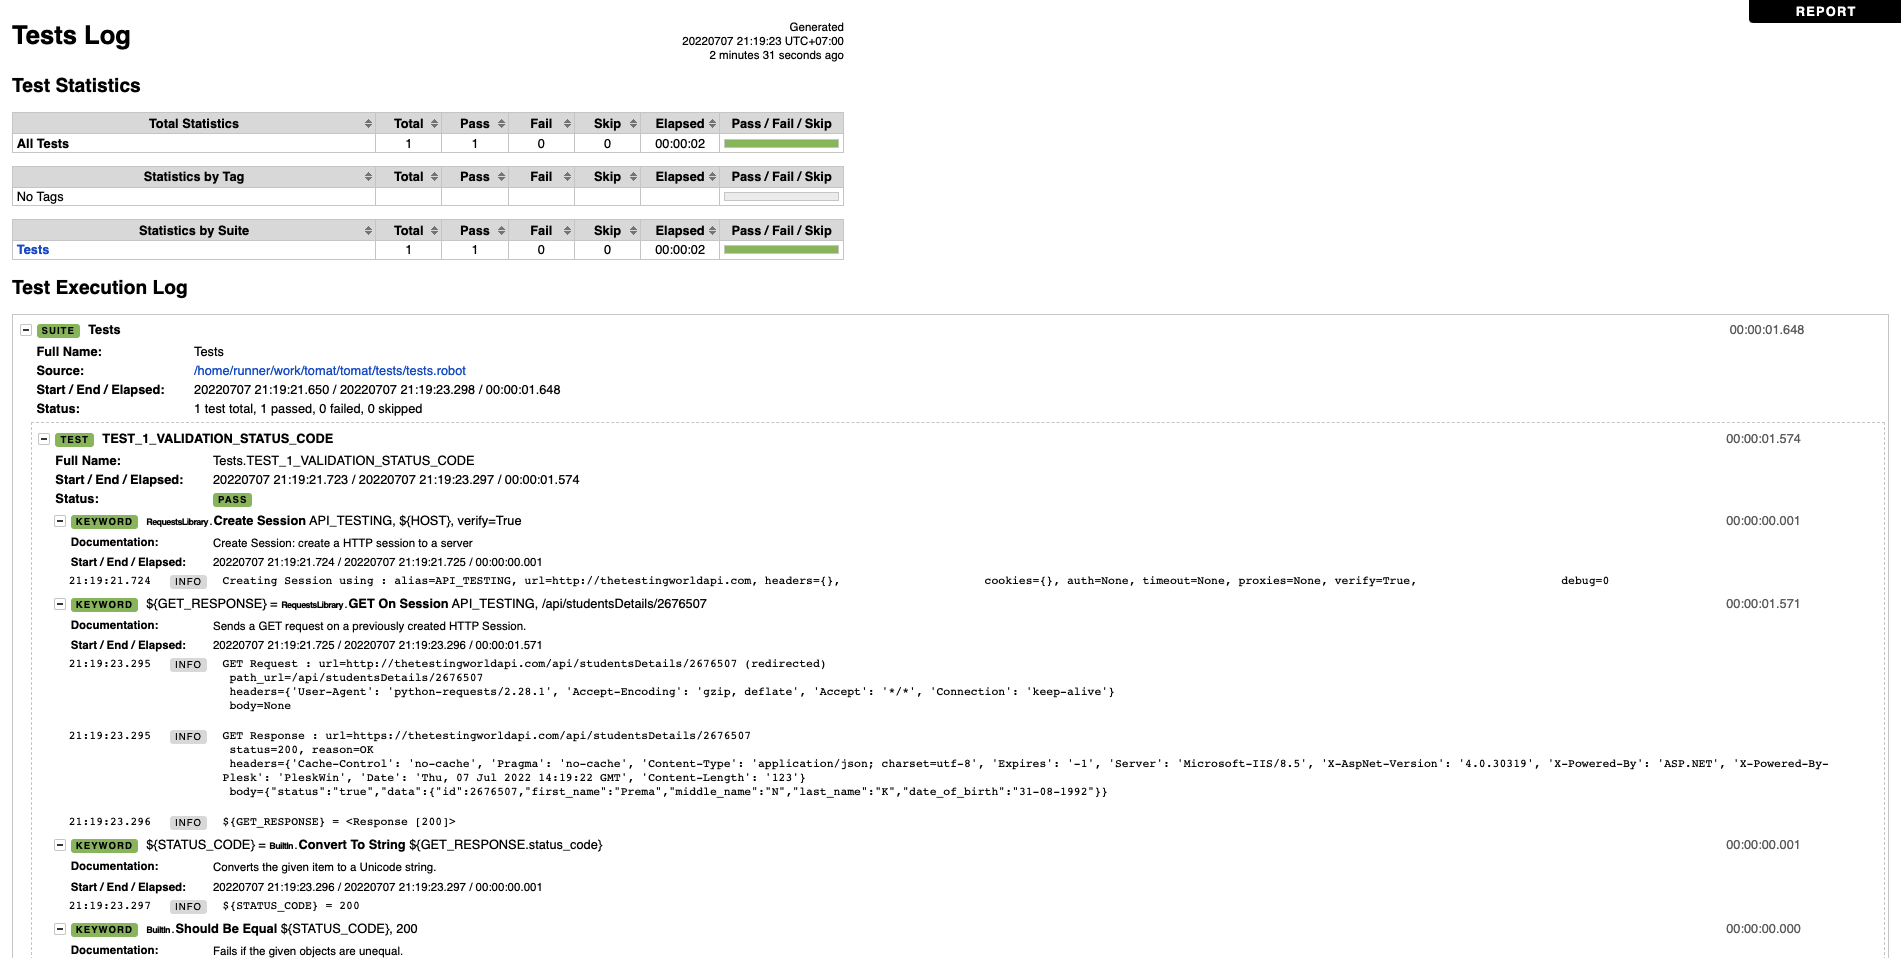 REPORT
Tests Log
Generated
20220707 21:19:23 UTC+07:00
2 minutes 31 seconds ago
Test Statistics
Total Statistics Total Pass Fail Skip Elapsed Pass / Fail / Skip
All Tests 1 1 0 0 00:00:02
Statistics by Tag Total Pass Fail Skip Elapsed Pass / Fail / Skip
No Tags
Statistics by Suite Total Pass Fail Skip Elapsed Pass / Fail / Skip
Tests 1 1 0 0 00:00:02
Test Execution Log
SUITE Tests 00:00:01.648
Full Name: Tests
Source: /home/runner/work/tomat/tomat/tests/tests.robot
Start / End / Elapsed: 20220707 21:19:21.650 / 20220707 21:19:23.298 / 00:00:01.648
Status: 1 test total, 1 passed, 0 failed, 0 skipped
TEST TEST_1_VALIDATION_STATUS_CODE 00:00:01.574
Full Name: Tests.TEST_1_VALIDATION_STATUS_CODE
Start / End / Elapsed: 20220707 21:19:21.723 / 20220707 21:19:23.297 / 00:00:01.574
Status: PASS
KEYWORD RequestsLibrary.Create Session API_TESTING, ${HOST}, verify=True 00:00:00.001
Documentation: Create Session: create a HTTP session to a server
Start / End / Elapsed: 20220707 21:19:21.724 / 20220707 21:19:21.725 / 00:00:00.001
21:19:21.724 INFO Creating Session using : alias=API_TESTING, url=http://thetestingworldapi.com, headers={}, cookies={}, auth=None, timeout=None, proxies=None, verify=True, debug=0
KEYWORD ${GET_RESPONSE} = RequestsLibrary.GET On Session API_TESTING, /api/studentsDetails/2676507 00:00:01.571
Documentation: Sends a GET request on a previously created HTTP Session.
Start / End / Elapsed: 20220707 21:19:21.725 / 20220707 21:19:23.296 / 00:00:01.571
21:19:23.295 INFO GET Request : url=http://thetestingworldapi.com/api/studentsDetails/2676507 (redirected)
path_url=/api/studentsDetails/2676507
headers={'User-Agent': 'python-requests/2.28.1', 'Accept-Encoding': 'gzip, deflate', 'Accept': '*/*', 'Connection': 'keep-alive'}
body=None
21:19:23.295 INFO GET Response : url=https://thetestingworldapi.com/api/studentsDetails/2676507
status=200, reason=OK
headers={'Cache-Control': 'no-cache', 'Pragma': 'no-cache', 'Content-Type': 'application/json; charset=utf-8', 'Expires': '-1', 'Server': 'Microsoft-IIS/8.5', 'X-AspNet-Version': '4.0.30319', 'X-Powered-By': 'ASP.NET', 'X-Powered-By-
Plesk': 'PleskWin', 'Date': 'Thu, 07 Jul 2022 14:19:22 GMT', 'Content-Length': '123'}
body={"status":"true","data":{"id":2676507,"first_name":"Prema","middle_name":"N","last_name":"K","date_of_birth":"31-08-1992"}}
21:19:23.296 INFO ${GET_RESPONSE} = <Response [200]>
KEYWORD ${STATUS_CODE} = BuiltIn.Convert To String ${GET_RESPONSE.status_code} 00:00:00.001
Documentation: Converts the given item to a Unicode string.
Start / End / Elapsed: 20220707 21:19:23.296 / 20220707 21:19:23.297 / 00:00:00.001
21:19:23.297 INFO ${STATUS_CODE} = 200
KEYWORD BuiltIn.Should Be Equal ${STATUS_CODE}, 200 00:00:00.000
Documentation: Fails if the given objects are unequal.